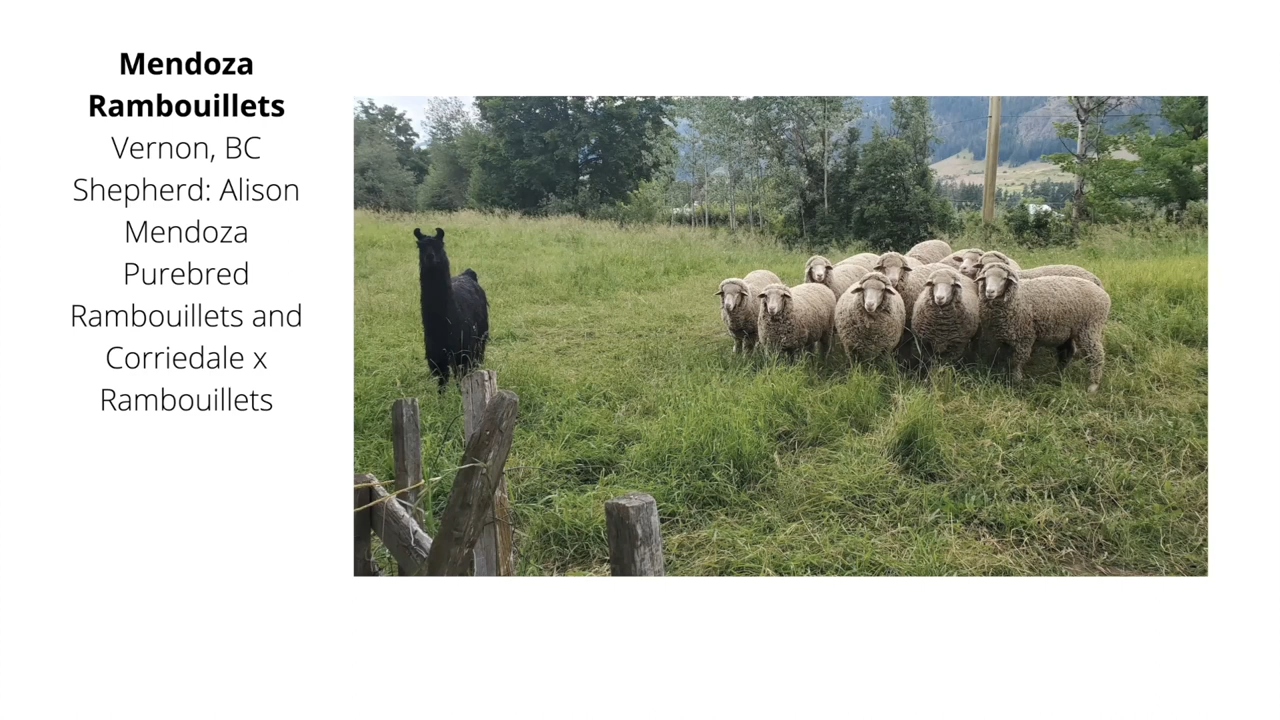 Mendoza
Rambouillets
Vernon, BC
Shepherd: Alison
Mendoza
Purebred
Rambouillets and
Corriedale x
Rambouillets